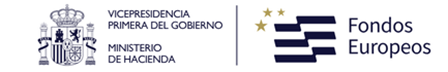 VICEPRESIDENCIA
PRIMERA DEL GOBIERNO
MINISTERIO
DE HACIENDA
Fondos
Europeos